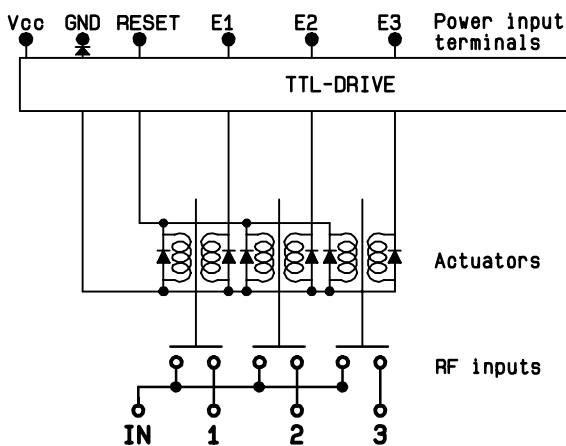 Vcc GND RESET E1 E2 E3 Power input
terminals
TTL-DRIVE
Actuators
RF inputs
IN 1 2 3